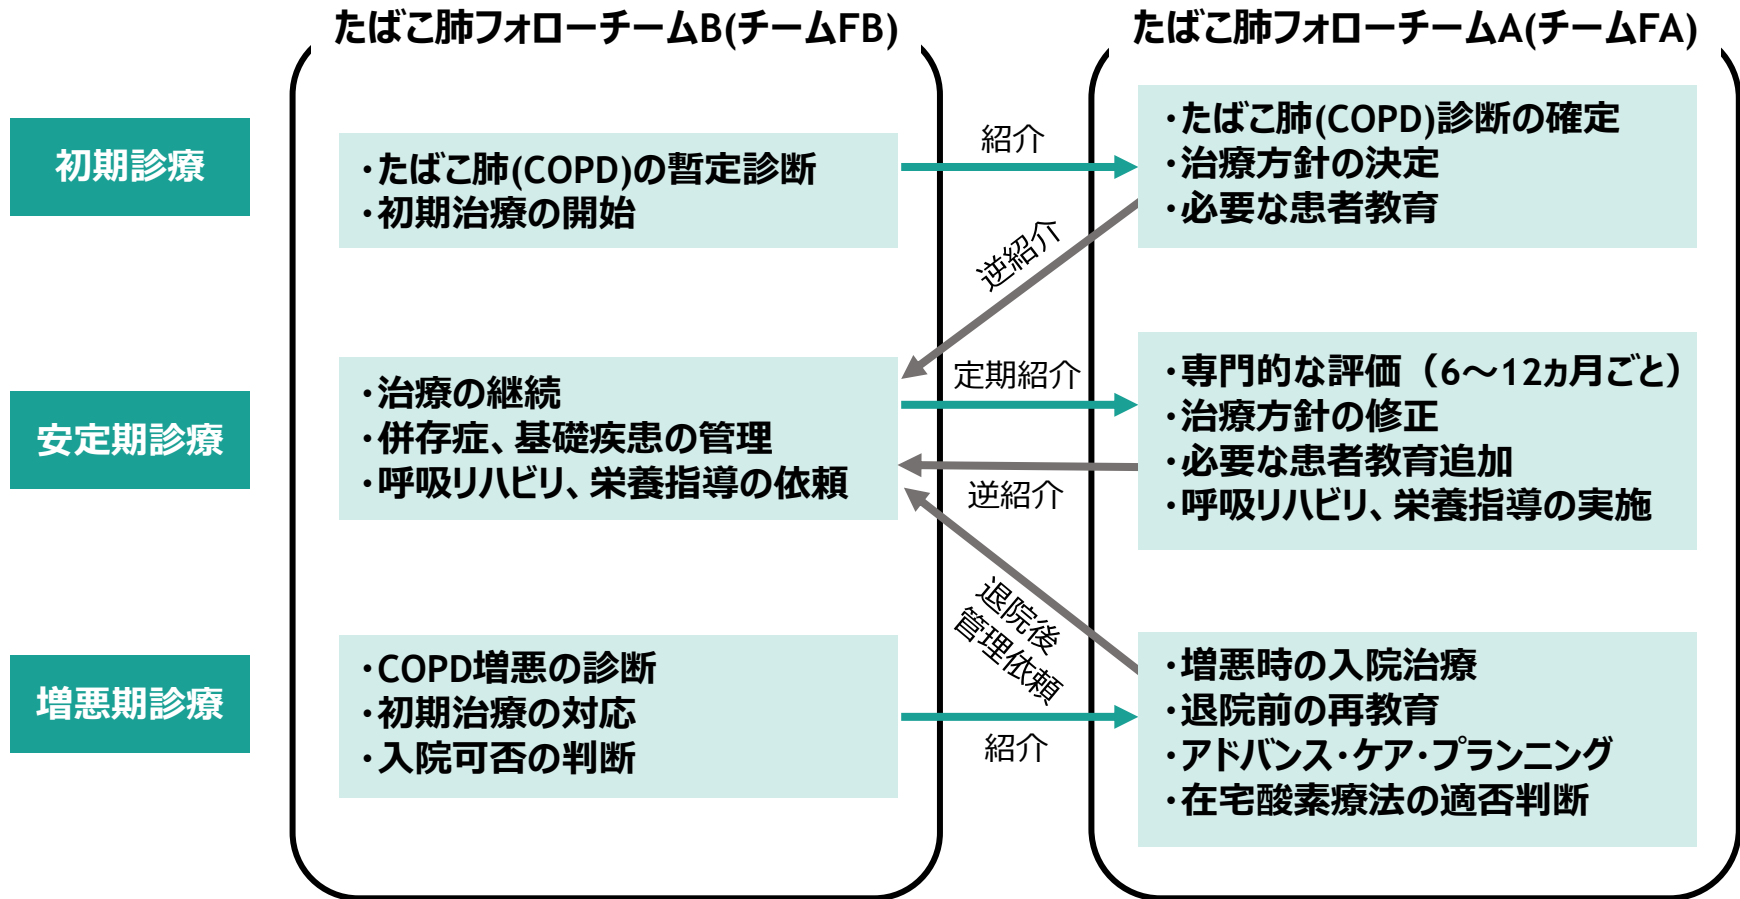 たばこ肺フォローチームB(チームFB)
たばこ肺フォローチームA(チームFA)
初期診療
・たばこ肺(COPD)の暫定診断
・初期治療の開始
紹介
・たばこ肺(COPD)診断の確定
・治療方針の決定
・必要な患者教育
逆紹介
安定期診療
・治療の継続
・併存症、基礎疾患の管理
・呼吸リハビリ、栄養指導の依頼
定期紹介
逆紹介
・専門的な評価（6～12ヵ月ごと）
・治療方針の修正
・必要な患者教育追加
・呼吸リハビリ、栄養指導の実施
退院後
管理依頼
増悪期診療
・COPD増悪の診断
・初期治療の対応
・入院可否の判断
紹介
・増悪時の入院治療
・退院前の再教育
・アドバンス・ケア・プランニング
・在宅酸素療法の適否判断